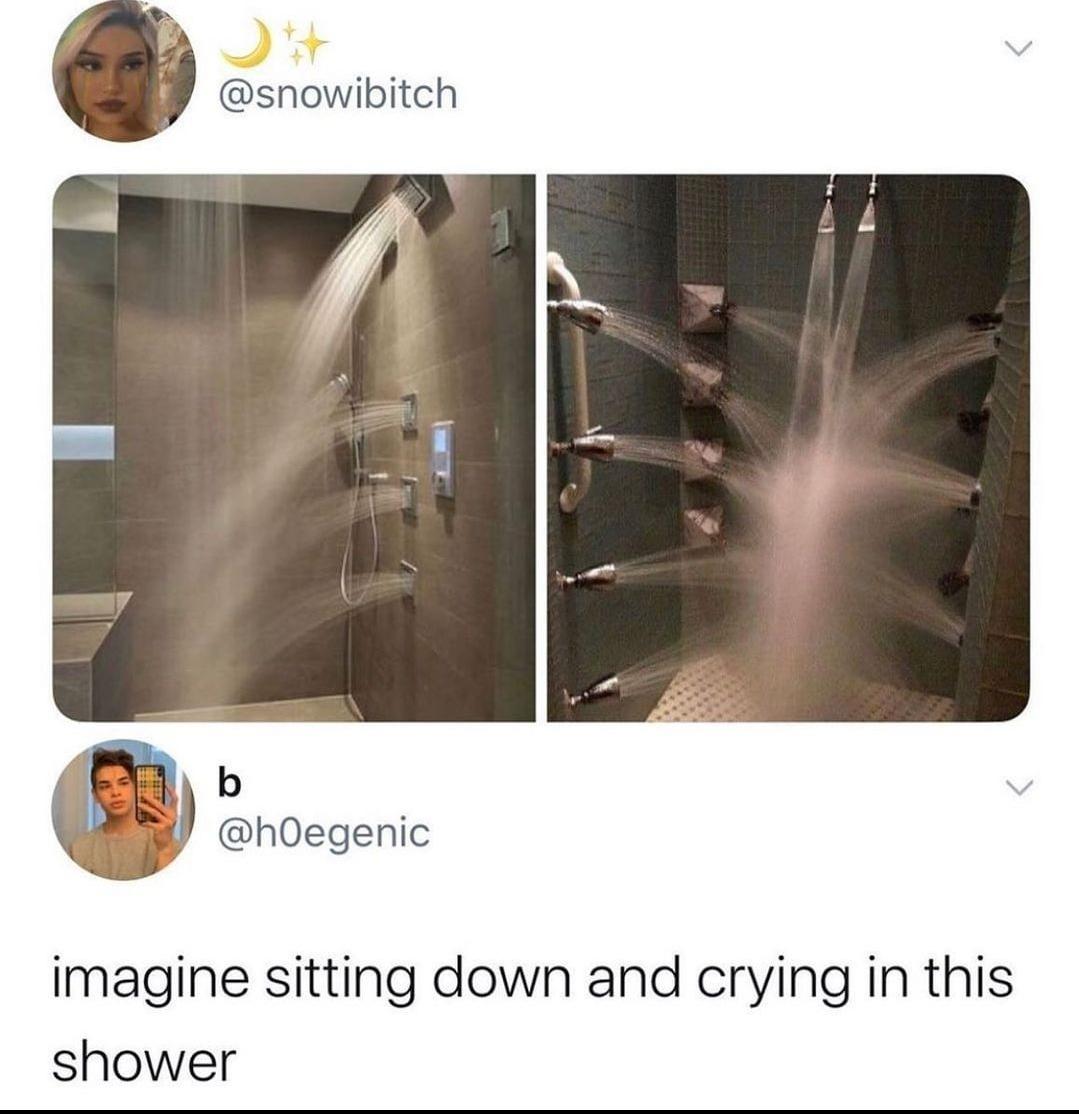 🌙✨
@snowibitch
b
@h0egenic
imagine sitting down and crying in this
shower